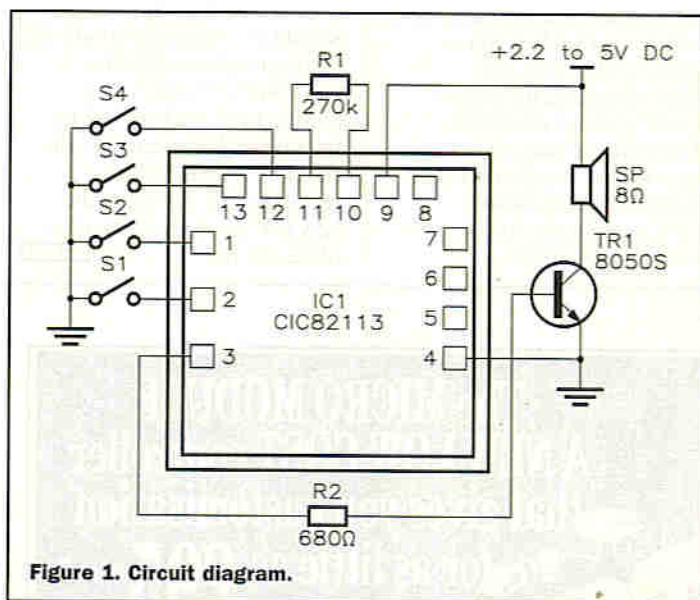 +2.2 to 5V DC
R1
270k
S4
S3
S2
S1
13 12 11 10 9 8
1
2
3
7
6
5
4
IC1
CIC82113
SP
8Ω
TR1
8050S
R2
680Ω
Figure 1. Circuit diagram.